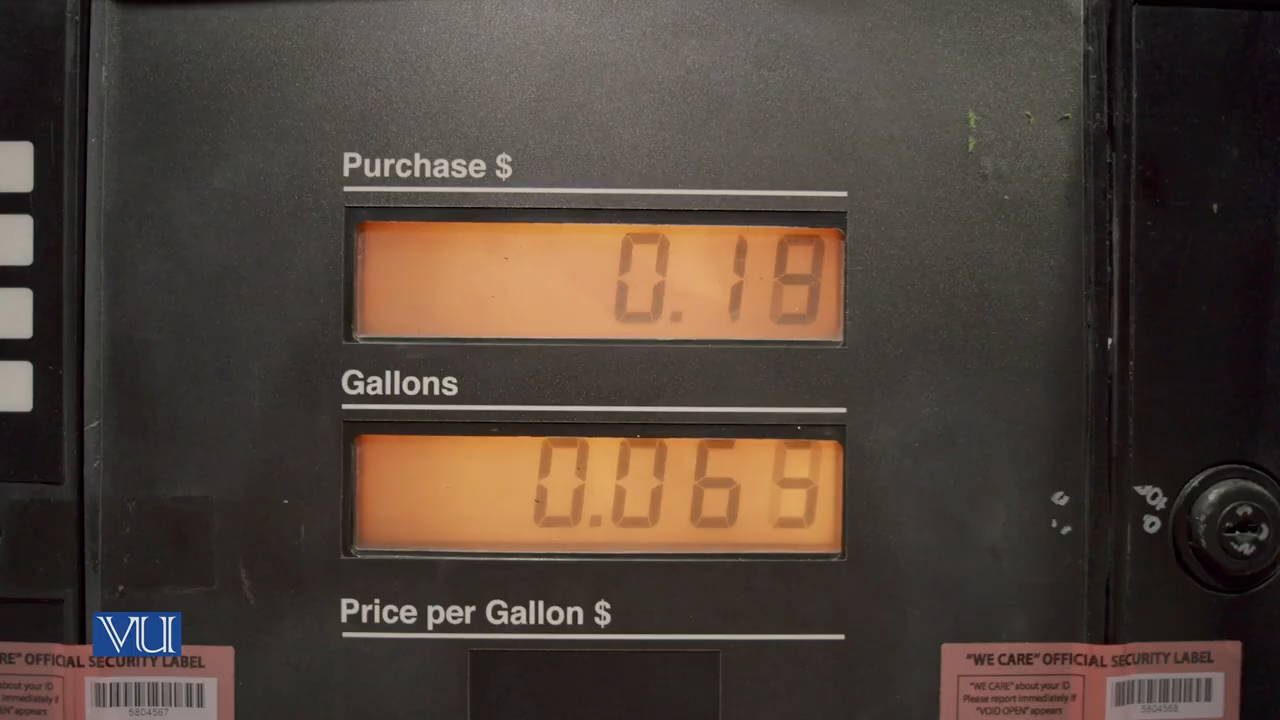 Purchase $
0.18
Gallons
0.069
Price per Gallon $
VU
RE" OFFICIAL SECURITY LABEL
about your ID
immediately if
EN" appears
5804567
"WE CARE" OFFICIAL SECURITY LABEL
"WE CARE" about your ID
Please report immediately if
"VOID OPEN" appears
5804568